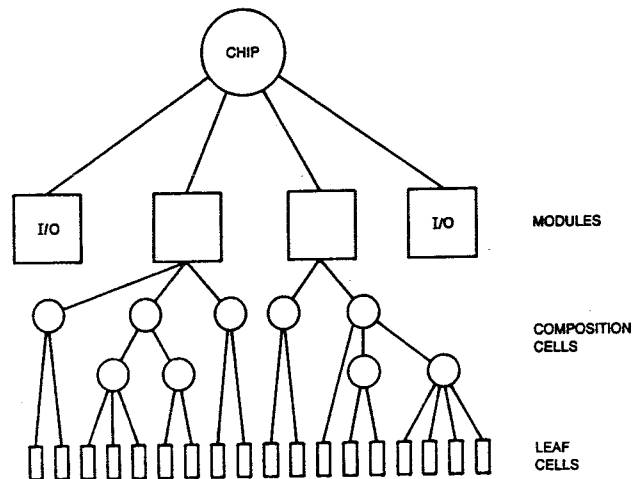 CHIP
I/O
I/O
MODULES
COMPOSITION
CELLS
LEAF
CELLS